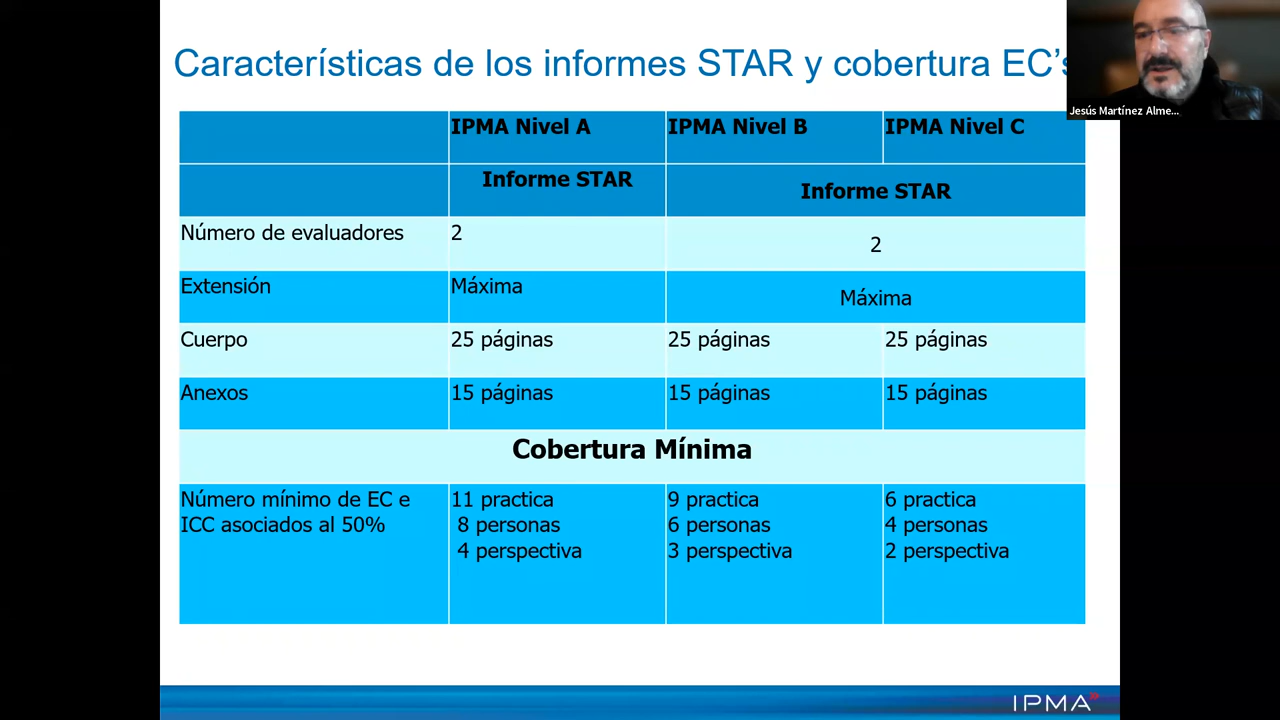 Características de los informes STAR y cobertura EC's
Jesús Martínez Alme...
IPMA Nivel A IPMA Nivel B IPMA Nivel C
Informe STAR Informe STAR
Número de evaluadores 2 2
Extensión Máxima Máxima
Cuerpo 25 páginas 25 páginas 25 páginas
Anexos 15 páginas 15 páginas 15 páginas
Cobertura Mínima
Número mínimo de EC e 11 practica 9 practica 6 practica
ICC asociados al 50% 8 personas 6 personas 4 personas
4 perspectiva 3 perspectiva 2 perspectiva
IPMA